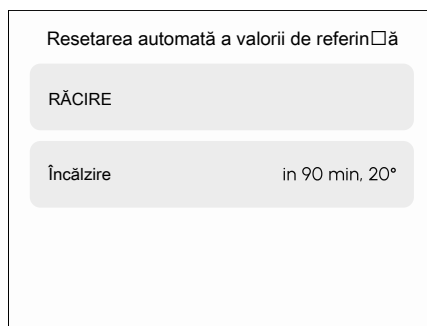 Resetarea automată a valorii de referin□ă
RĂCIRE
Încălzire in 90 min, 20°